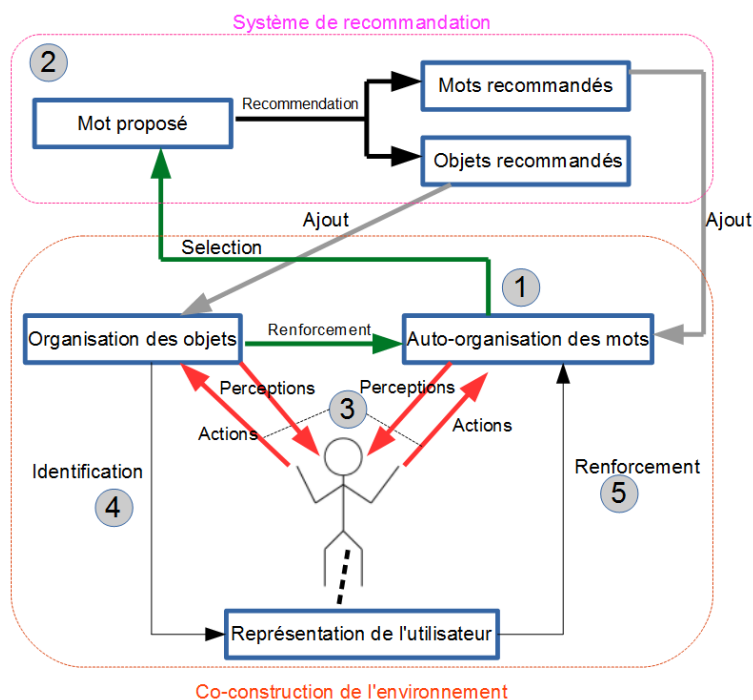 Système de recommandation
2
Mot proposé
Recommendation
Mots recommandés
Objets recommandés
Ajout
Ajout
Selection
1
Organisation des objets
Renforcement
Auto-organisation des mots
Perceptions
Perceptions
3
Actions
Actions
Identification
4
Renforcement
5
Représentation de l'utilisateur
Co-construction de l'environnement